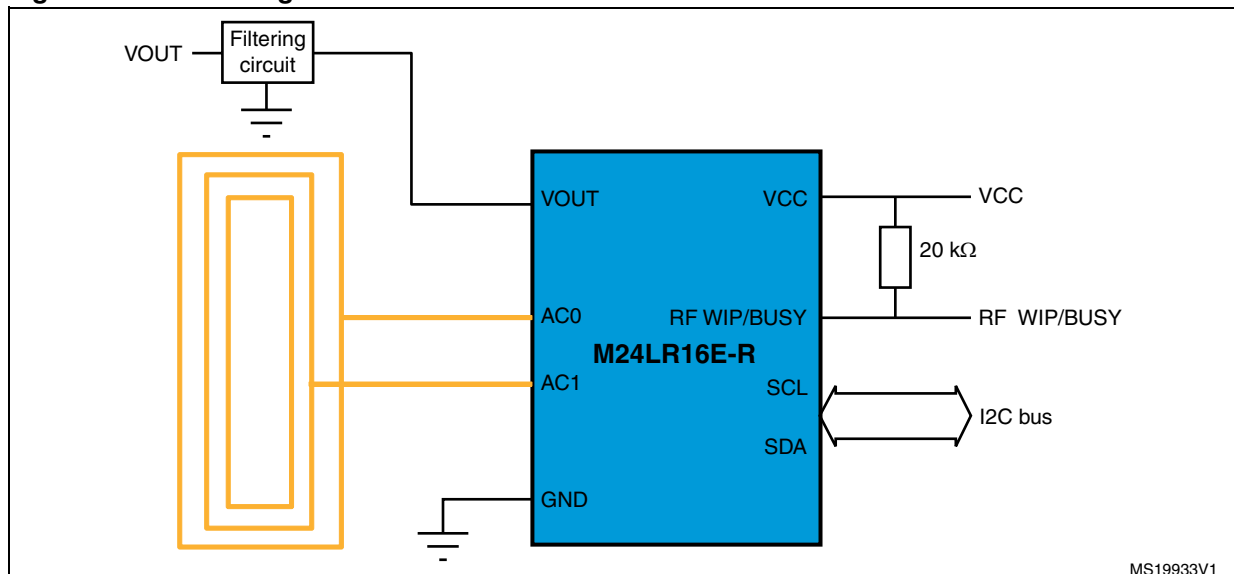 VOUT
Filtering
circuit
VOUT
VCC
VCC
20 kΩ
AC0
RF WIP/BUSY
RF WIP/BUSY
M24LR16E-R
AC1
SCL
I2C bus
SDA
GND
MS19933V1